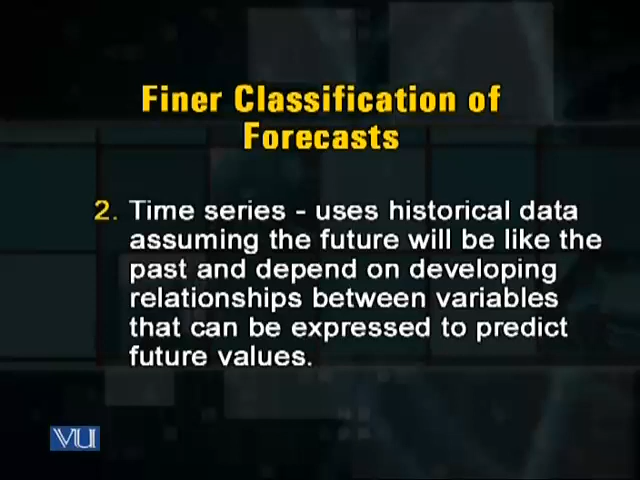 Finer Classification of
Forecasts
2. Time series - uses historical data
assuming the future will be like the
past and depend on developing
relationships between variables
that can be expressed to predict
future values.
VU